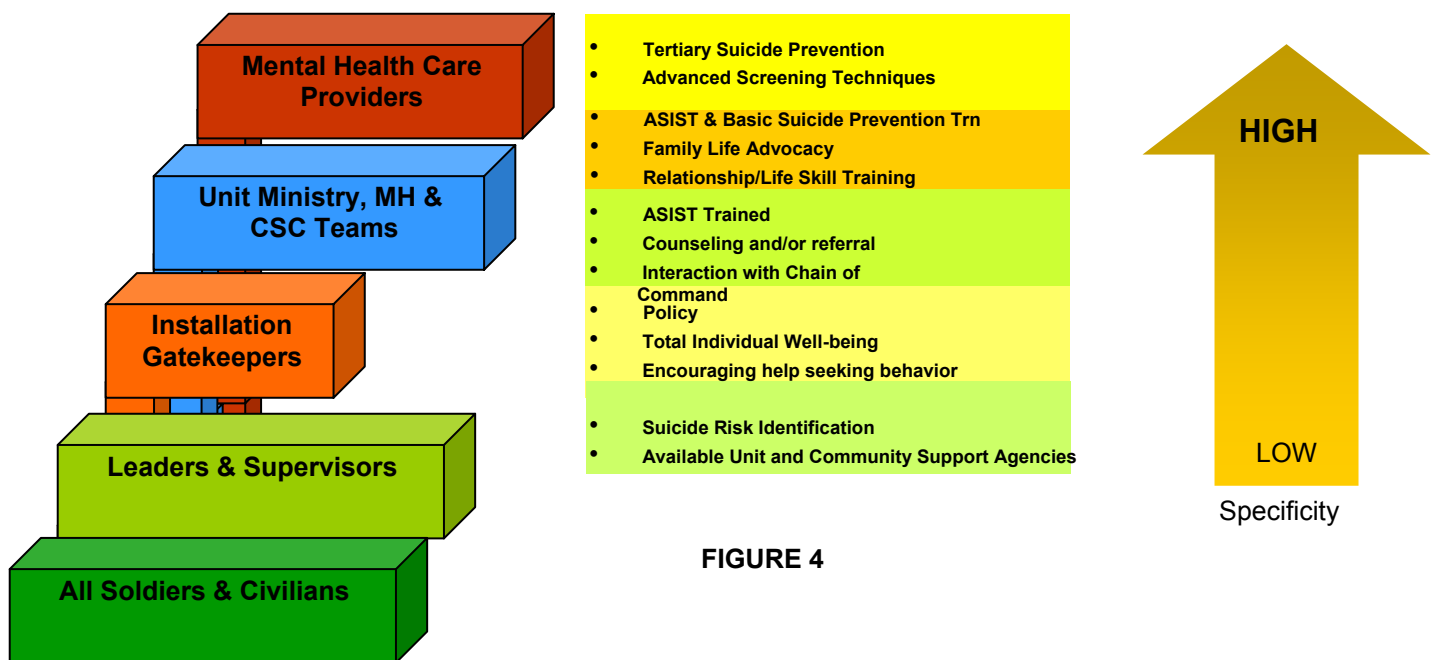 Mental Health Care
Providers
Unit Ministry, MH &
CSC Teams
Installation
Gatekeepers
Leaders & Supervisors
All Soldiers & Civilians
• Tertiary Suicide Prevention
• Advanced Screening Techniques
• ASIST & Basic Suicide Prevention Trn
• Family Life Advocacy
• Relationship/Life Skill Training
• ASIST Trained
• Counseling and/or referral
• Interaction with Chain of
Command
• Policy
• Total Individual Well-being
• Encouraging help seeking behavior
• Suicide Risk Identification
• Available Unit and Community Support Agencies
HIGH
LOW
Specificity
FIGURE 4